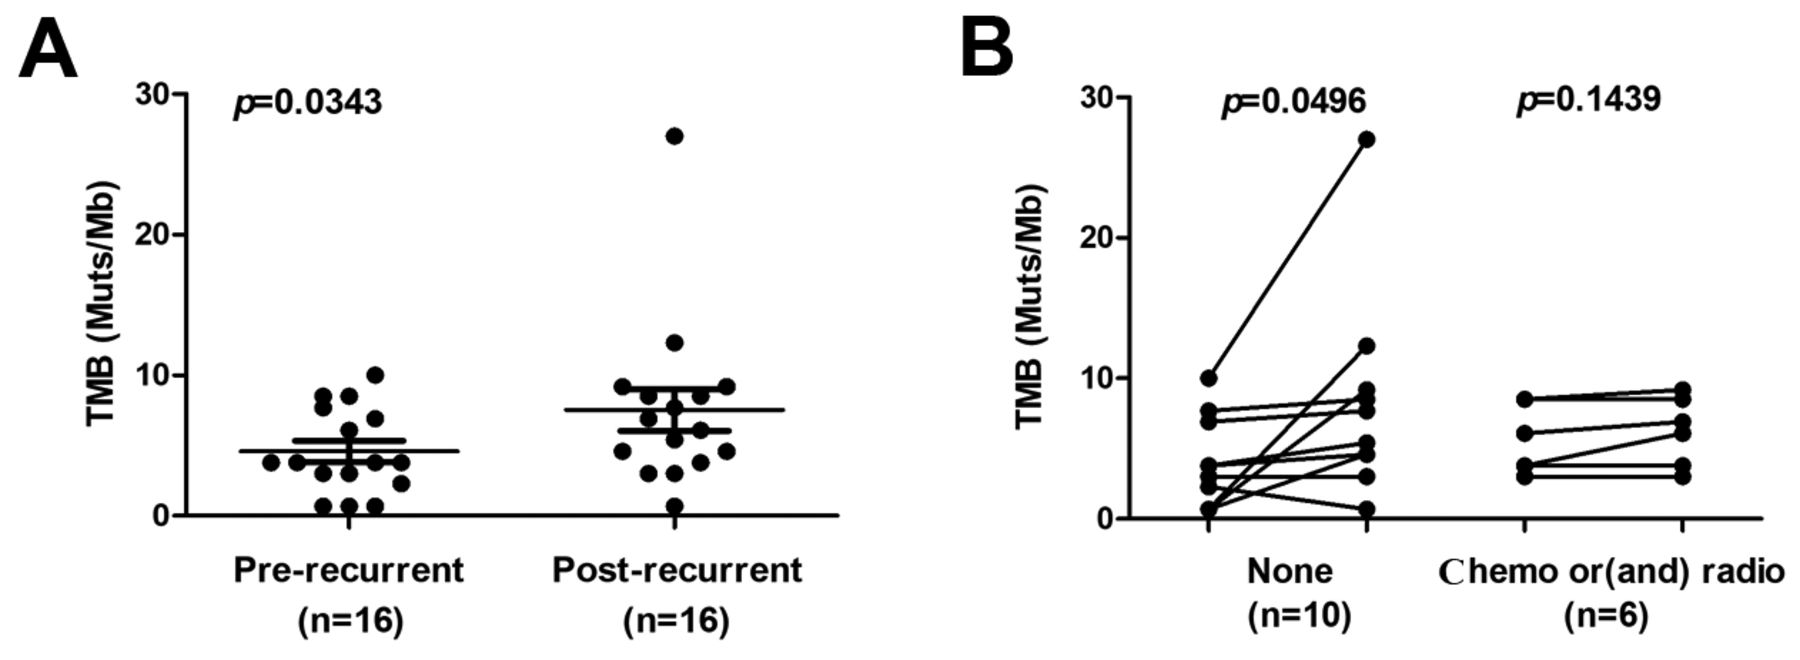 A
p=0.0343
30
20
10
0
TMB (Muts/Mb)
Pre-recurrent
(n=16)
Post-recurrent
(n=16)
B
p=0.0496
p=0.1439
30
20
10
0
TMB (Muts/Mb)
None
(n=10)
Chemo or(and) radio
(n=6)